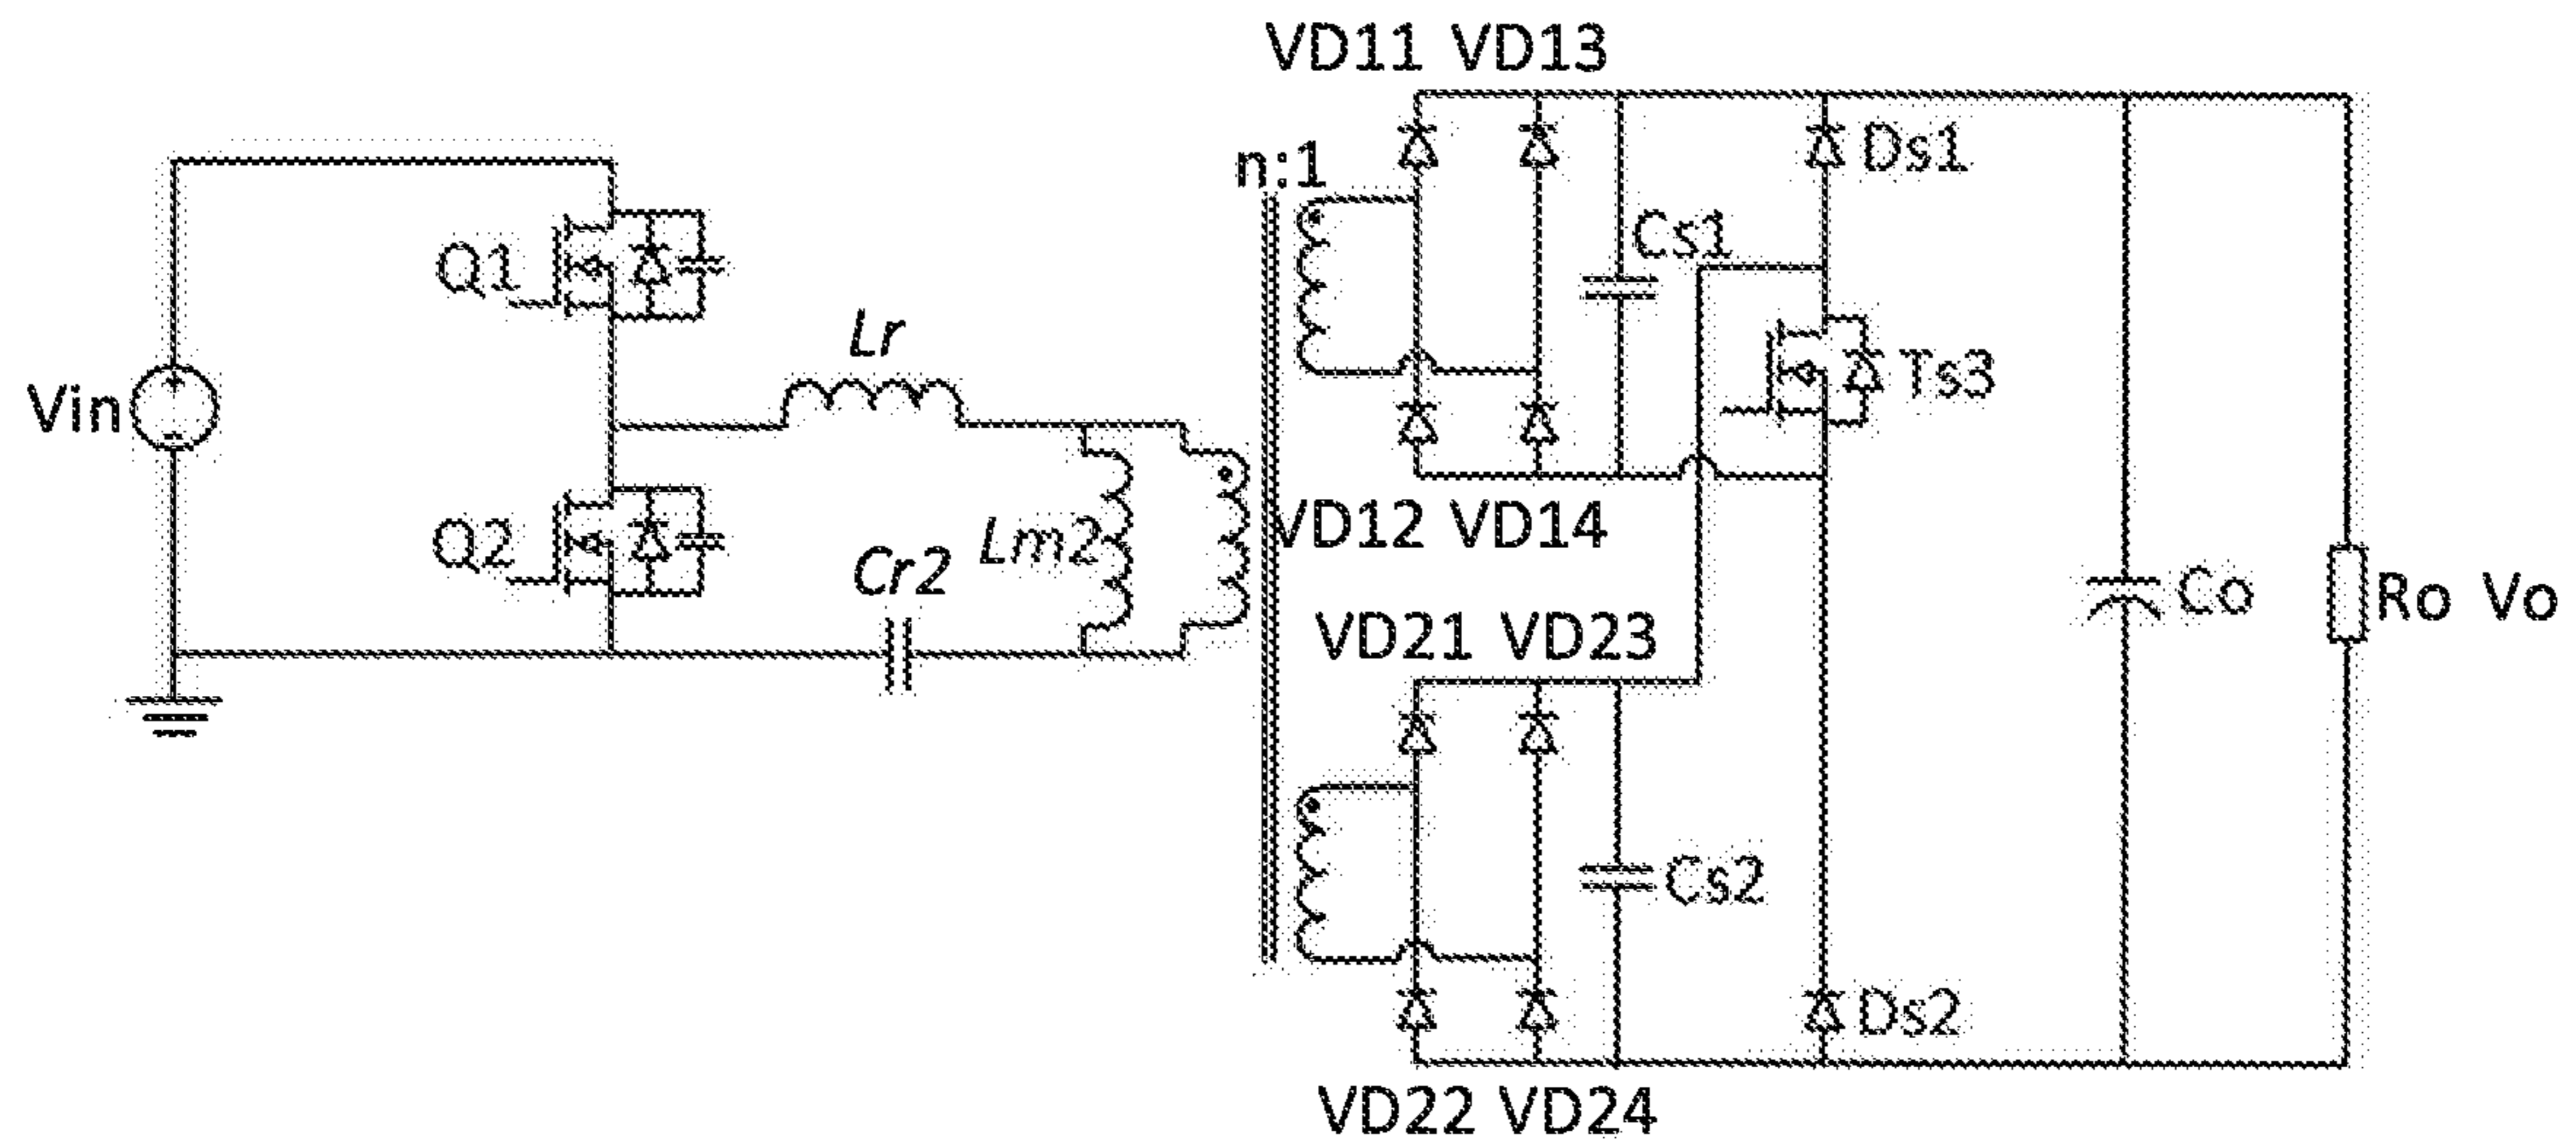 VD11 VD13
n:1
Ds1
Q1
Cs1
Lr
Ts3
Vin
Q2
Lm2
VD12 VD14
Cr2
Co
Ro Vo
VD21 VD23
Cs2
Ds2
VD22 VD24